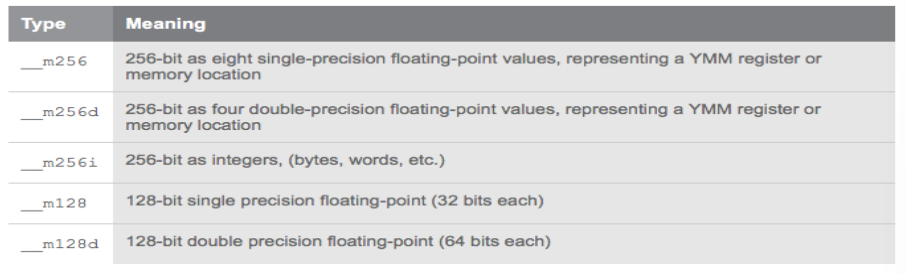 Type Meaning
__m256 256-bit as eight single-precision floating-point values, representing a YMM register or
memory location
__m256d 256-bit as four double-precision floating-point values, representing a YMM register or
memory location
__m256i 256-bit as integers, (bytes, words, etc.)
__m128 128-bit single precision floating-point (32 bits each)
__m128d 128-bit double precision floating-point (64 bits each)